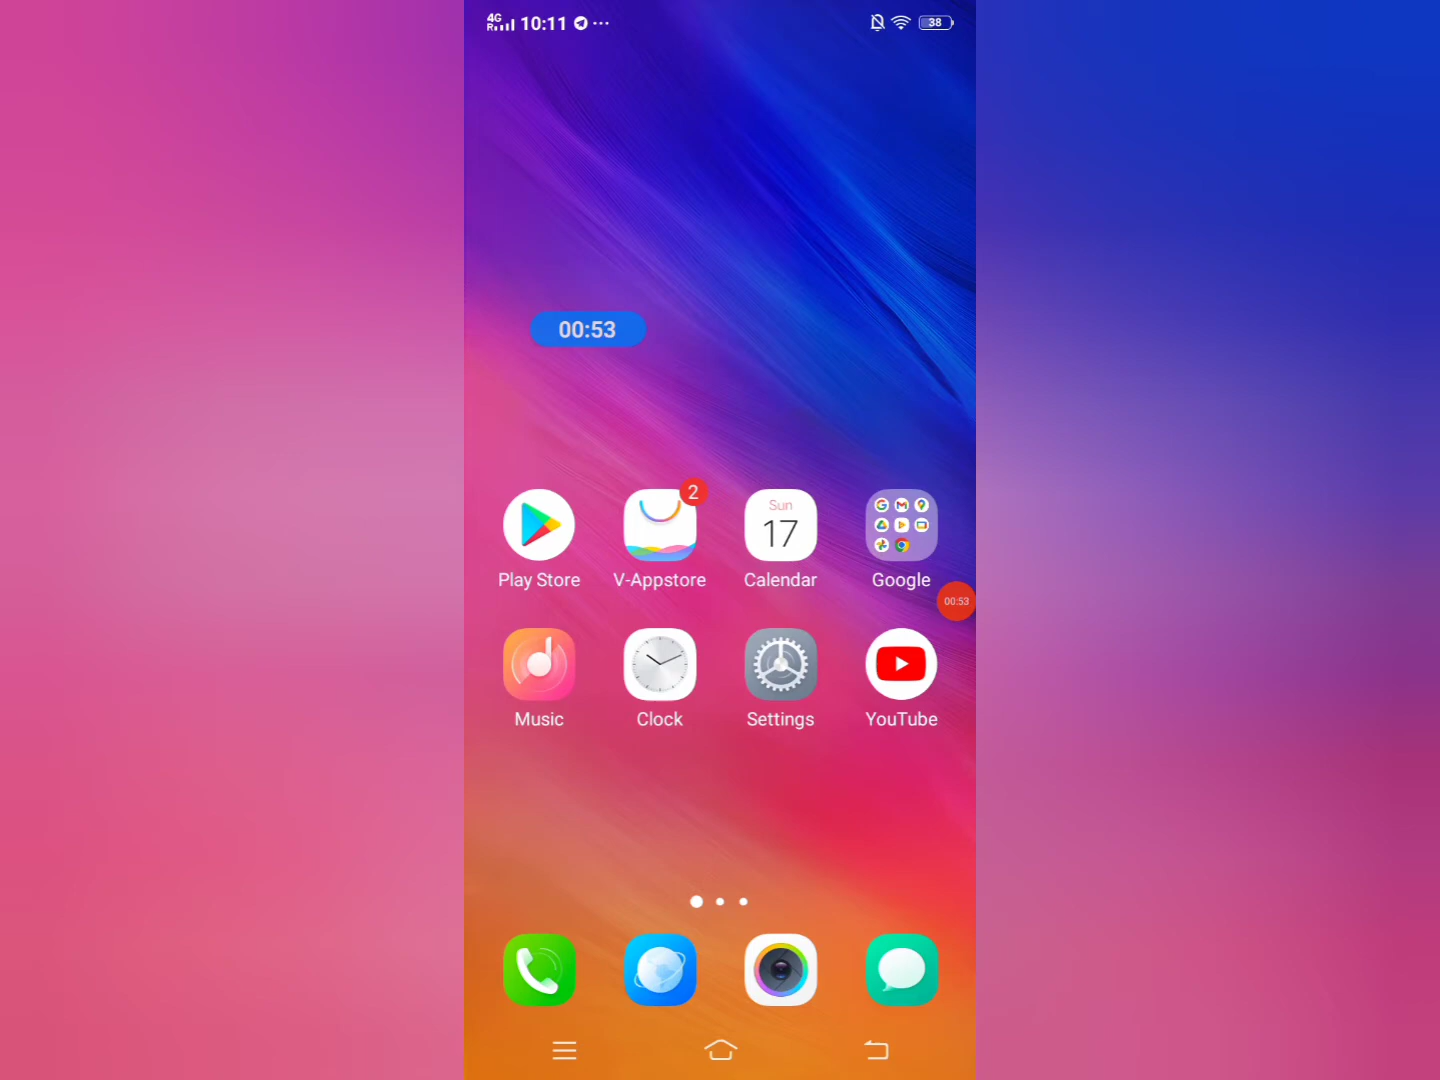 4G
R
10:11
38
00:53
2
Sun
17
Play Store
V-Appstore
Calendar
Google
00:53
Music
Clock
Settings
YouTube